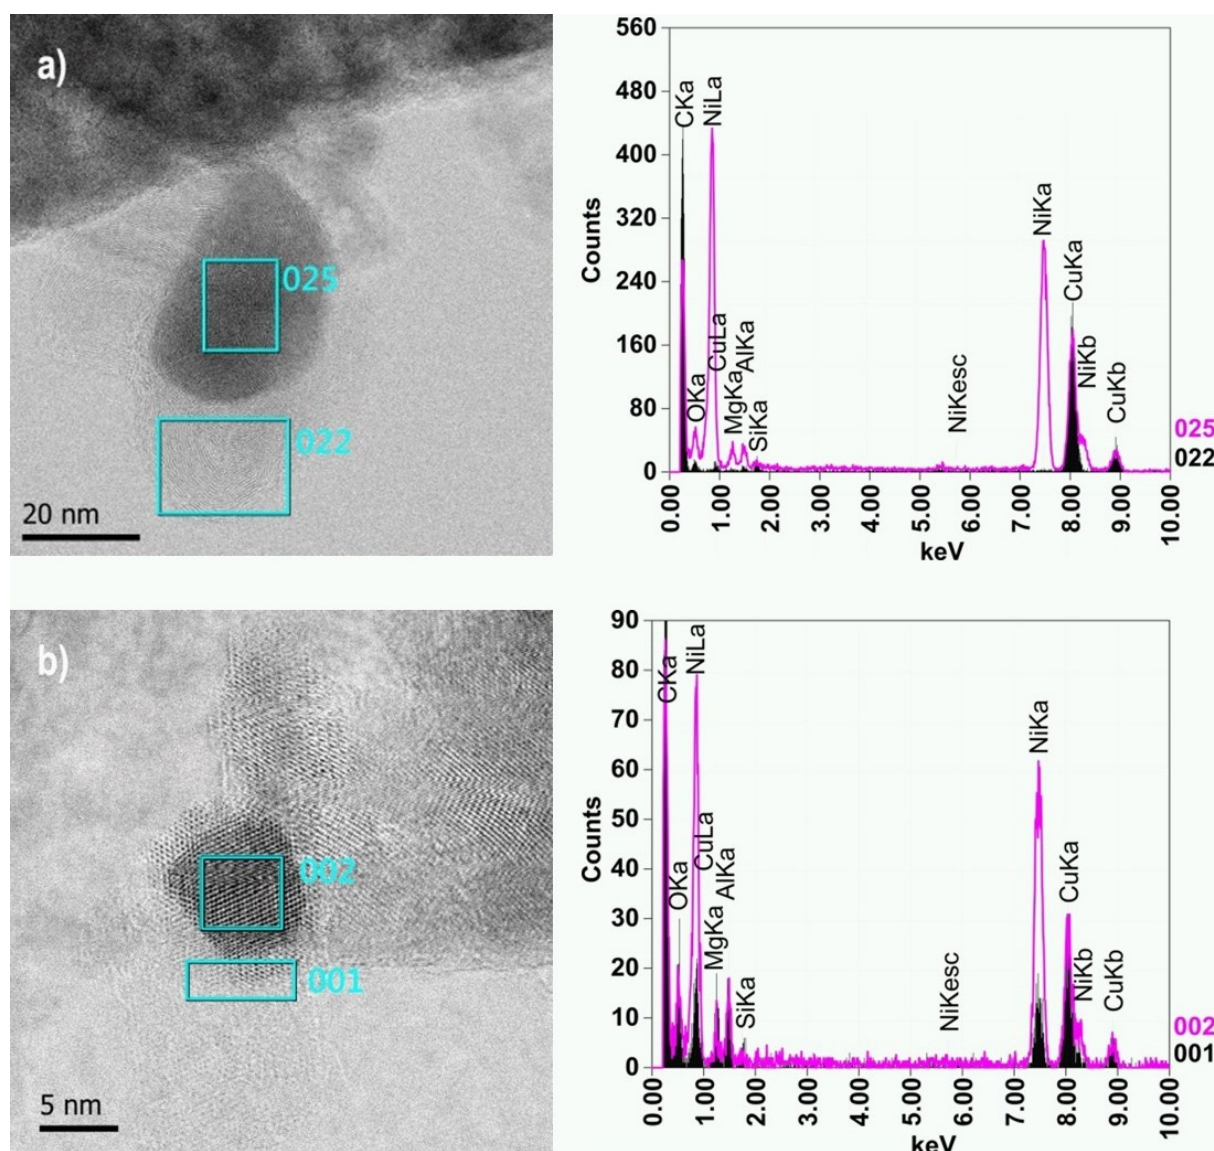 a)
025
022
20 nm
560
480
400
320
240
160
80
0
Counts
CKa
NiLa
OKa
CuLa
MgKa
AlKa
SiKa
NiKesc
NiKa
CuKa
NiKb
CuKb
025
022
0.00 1.00 2.00 3.00 4.00 5.00 6.00 7.00 8.00 9.00 10.00
keV
b)
002
001
5 nm
90
80
70
60
50
40
30
20
10
0
Counts
CKa
NiLa
OKa
CuLa
MgKa
AlKa
SiKa
NiKesc
NiKa
CuKa
NiKb
CuKb
002
001
0.00 1.00 2.00 3.00 4.00 5.00 6.00 7.00 8.00 9.00 10.00
keV